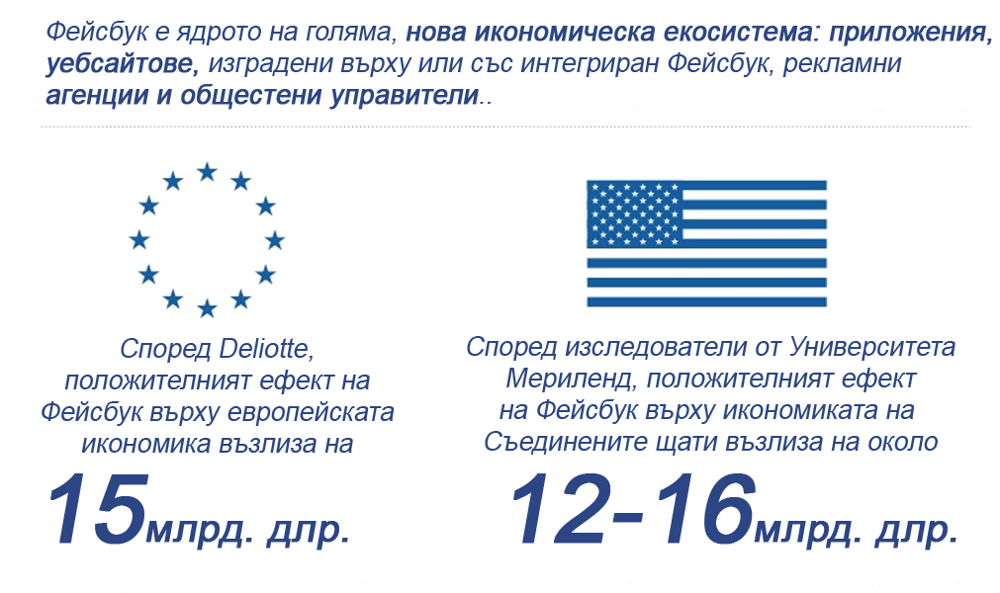 Фейсбук е ядрото на голяма, нова икономическа екосистема: приложения,
уебсайтове, изградени върху или със интегриран Фейсбук, рекламни
агенции и общестени управители..
Според Deliotte,
положителният ефект на
Фейсбук върху европейската
икономика възлиза на
15 млрд. длр.
Според изследователи от Университета
Мериленд, положителният ефект
на Фейсбук върху икономиката на
Съединените щати възлиза на около
12-16 млрд. длр.